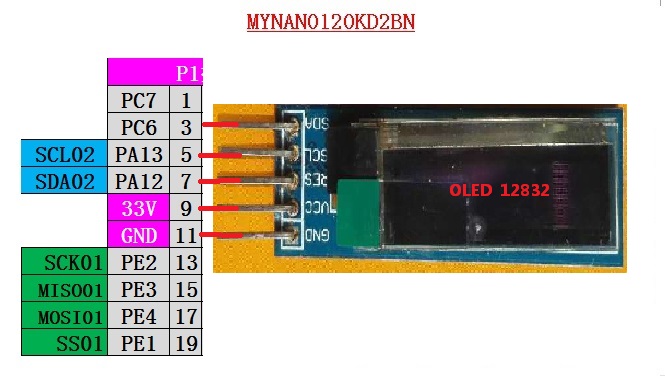 MYNANO120KD2BN
P1
PC7 1
PC6 3
SCL02 PA13 5
SDA02 PA12 7
33V 9
GND 11
SCK01 PE2 13
MISO01 PE3 15
MOSI01 PE4 17
SS01 PE1 19
SDA
SCL
RES
VCC
GND
OLED 12832